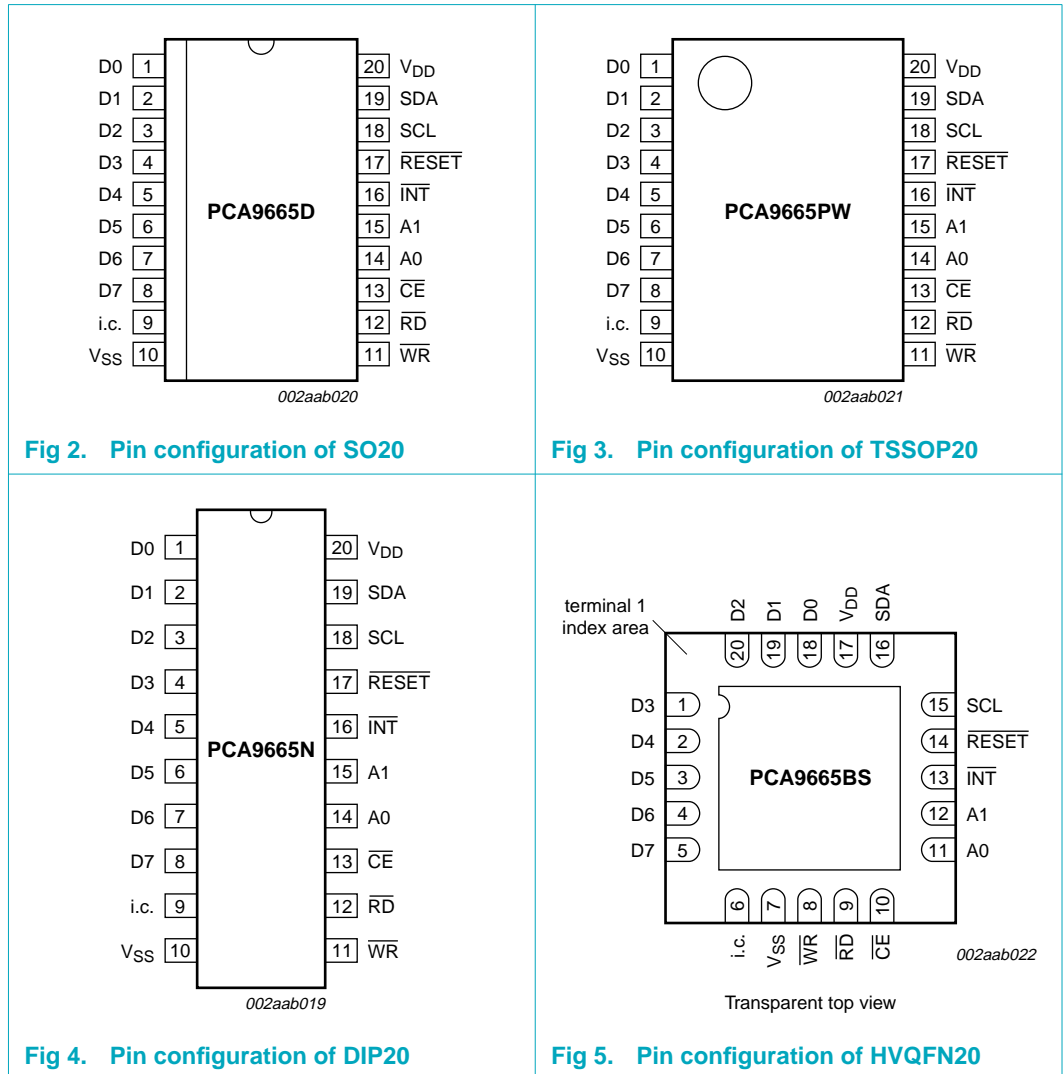 D0 1 20 VDD
D1 2 19 SDA
D2 3 18 SCL
D3 4 17 RESET
D4 5 16 INT
D5 6 PCA9665D 15 A1
D6 7 14 A0
D7 8 13 CE
i.c. 9 12 RD
VSS 10 11 WR
002aab020
Fig 2. Pin configuration of SO20
D0 1 20 VDD
D1 2 19 SDA
D2 3 18 SCL
D3 4 17 RESET
D4 5 16 INT
D5 6 PCA9665PW 15 A1
D6 7 14 A0
D7 8 13 CE
i.c. 9 12 RD
VSS 10 11 WR
002aab021
Fig 3. Pin configuration of TSSOP20
D0 1 20 VDD
D1 2 19 SDA
D2 3 18 SCL
D3 4 17 RESET
D4 5 16 INT
PCA9665N
D5 6 15 A1
D6 7 14 A0
D7 8 13 CE
i.c. 9 12 RD
VSS 10 11 WR
002aab019
Fig 4. Pin configuration of DIP20
terminal 1
index area
D2 D1 D0 VDD SDA
20 19 18 17 16
D3 1 15 SCL
D4 2 14 RESET
D5 3 PCA9665BS 13 INT
D6 4 12 A1
D7 5 11 A0
6 7 8 9 10
i.c. VSS WR RD CE
002aab022
Transparent top view
Fig 5. Pin configuration of HVQFN20